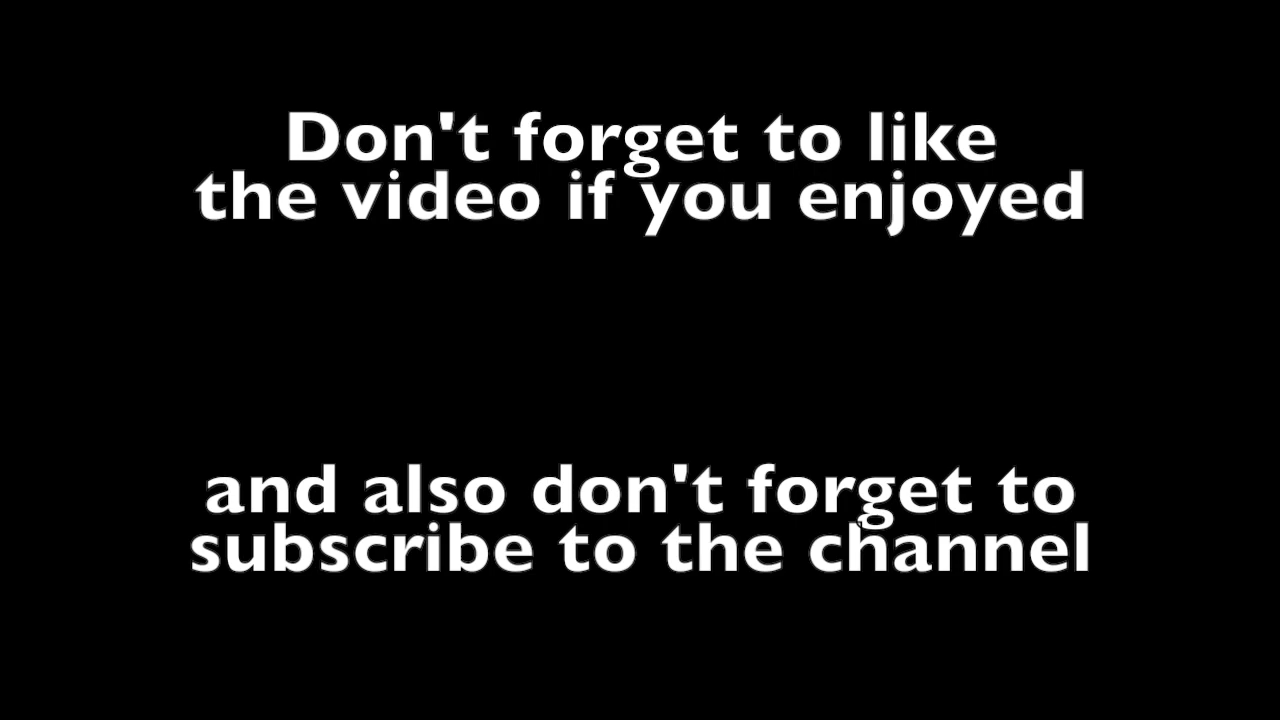 Don't forget to like
the video if you enjoyed
and also don't forget to
subscribe to the channel